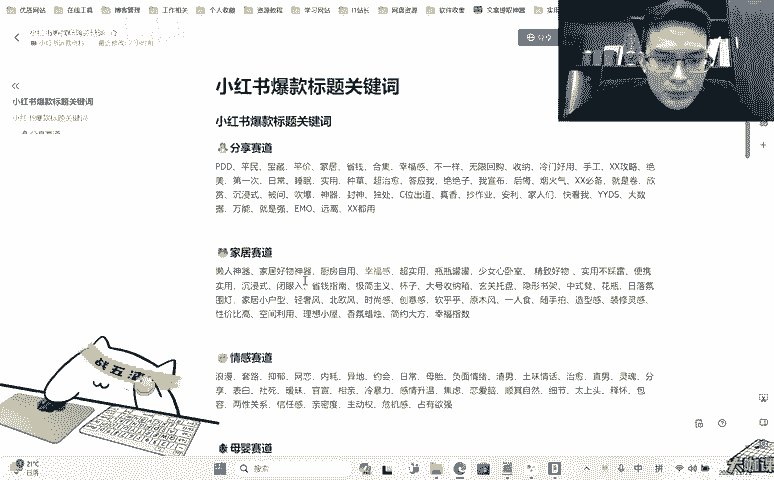 优质网站 在线工具 博客管理 个人收藏 资源教程 学习网站 IT站长 网盘资源 软件收集 文案提取神器
小红书爆款标题关键词
小红书爆款标题关键词
小红书爆款标题关键词
小红书爆款标题关键词
分享赛道
分享赛道
PDD、平民、宝藏、平价、家居、省钱、合集、幸福感、不一样、无限回购、收纳、冷门好用、手工、XX攻略、绝
美、第一次、日常、睡眠、实用、种草、超治愈、答应我、绝绝子、我宣布、后悔、烟火气、XX必备、就是卷、欣
赏、沉浸式、被问、吹爆、神器、封神、独处、C位出道、真香、抄作业、安利、家人们、快看我、YYDS、大数
据、万能、就是强、EMO、远离、XX都用
家居赛道
懒人神器、家居好物神器、厨房自用、幸福感、超实用、瓶瓶罐罐、少女心卧室、精致好物、实用不踩雷、便携
实用、沉浸式、闭眼入、省钱指南、极简主义、杯子、大号收纳箱、玄关托盘、隐形书架、中式凳、花瓶、日落氛
围灯、家居小户型、轻奢风、北欧风、时尚感、创意感、软乎乎、原木风、一人食、随手拍、造型感、装修灵感、
性价比高、空间利用、理想小屋、香氛蜡烛、简约大方、幸福指数
情感赛道
浪漫、套路、抑郁、网恋、内耗、异地、约会、日常、母胎、负面情绪、渣男、土味情话、治愈、直男、灵魂、分
享、表白、社死、暧昧、官宣、相亲、冷暴力、感情升温、焦虑、恋爱脑、顺其自然、细节、太上头、释怀、包
容、两性关系、信任感、亲密度、主动权、危机感、占有欲强
母婴赛道
21°C
搜索
中
拼
大咖课